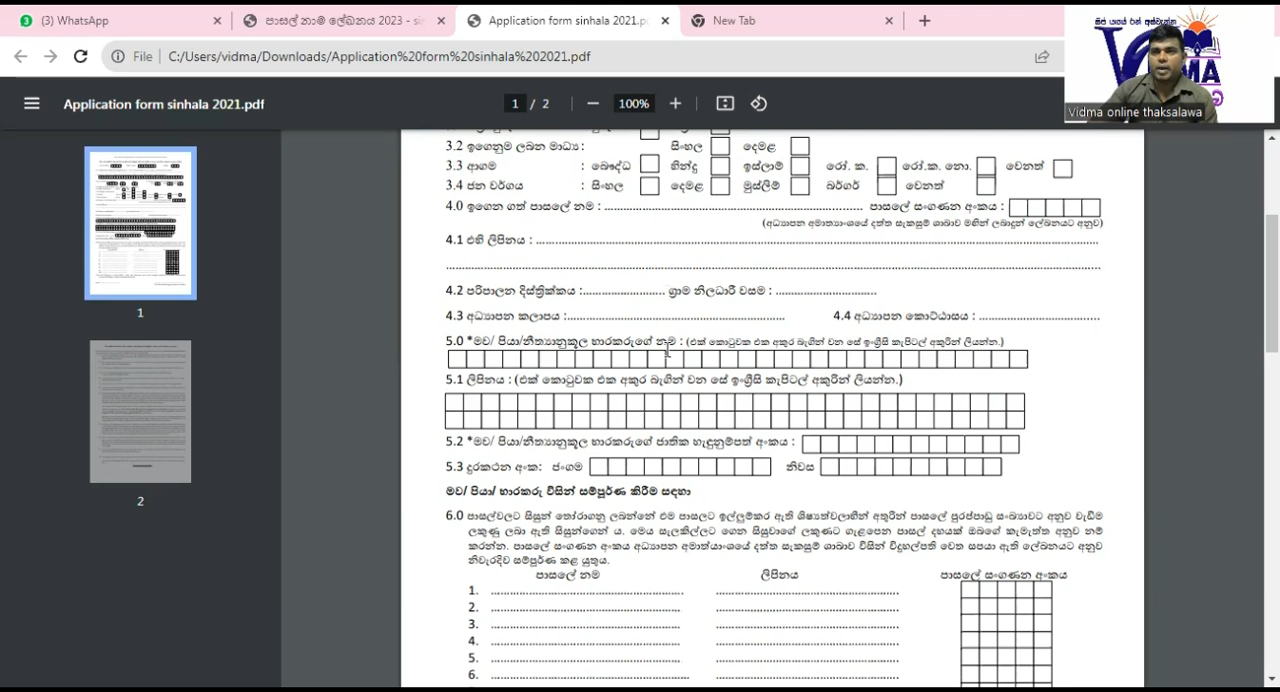 (3) WhatsApp
පාසල් නාම ලේඛනය 2023 - sin
Application form sinhala 2021.p
New Tab
File
C:/Users/vidma/Downloads/Application%20form%20sinhala%202021.pdf
Application form sinhala 2021.pdf
1 / 2
100%
Vidma online thaksalawa
3.2 ඉගෙනුම ලබන මාධ්‍ය : සිංහල දෙමළ
3.3 ආගම : බෞද්ධ හින්දු ඉස්ලාම් රෝ. ක. රෝ.ක. නො. වෙනත්
3.4 ජන වර්ගය : සිංහල දෙමළ මුස්ලිම් බර්ගර් වෙනත්
4.0 ඉගෙන ගත් පාසලේ නම : පාසලේ සංගණන අංකය :
(අධ්‍යාපන අමාත්‍යාංශයේ දත්ත සැකසුම් ශාඛාව මඟින් ලබාදුන් ලේඛනයට අනුව)
4.1 එහි ලිපිනය :
4.2 පරිපාලන දිස්ත්‍රික්කය : ග්‍රාම නිලධාරී වසම :
4.3 අධ්‍යාපන කලාපය : 4.4 අධ්‍යාපන කොට්ඨාසය :
5.0 *මව/ පියා/නීත්‍යානුකූල භාරකරුගේ නම : (එක් කොටුවක එක අකුර බැගින් වන සේ ඉංග්‍රීසි කැපිටල් අකුරින් ලියන්න.)
5.1 ලිපිනය : (එක් කොටුවක එක අකුර බැගින් වන සේ ඉංග්‍රීසි කැපිටල් අකුරින් ලියන්න.)
5.2 *මව/ පියා/නීත්‍යානුකූල භාරකරුගේ ජාතික හැඳුනුම්පත් අංකය :
5.3 දුරකථන අංක: ජංගම නිවස
මව/ පියා/ භාරකරු විසින් සම්පූර්ණ කිරීම සඳහා
6.0 පාසල්වලට සිසුන් තෝරාගනු ලබන්නේ එම පාසලට ඉල්ලුම්කර ඇති ශිෂ්‍යත්වලාභීන් අතුරින් පාසලේ පුරප්පාඩු සංඛ්‍යාවට අනුව වැඩිම
ලකුණු ලබා ඇති සිසුන්ගෙන් ය. මෙය සැලකිල්ලට ගෙන සිසුවාගේ ලකුණට ගැළපෙන පාසල් දහයක් ඔබගේ කැමැත්ත අනුව නම්
කරන්න. පාසලේ සංගණන අංකය අධ්‍යාපන අමාත්‍යාංශයේ දත්ත සැකසුම් ශාඛාව විසින් විදුහල්පති වෙත සපයා ඇති ලේඛනයට අනුව
නිවැරදිව සම්පූර්ණ කළ යුතුය.
පාසලේ නම ලිපිනය පාසලේ සංගණන අංකය
1.
2.
3.
4.
5.
6.
1
2